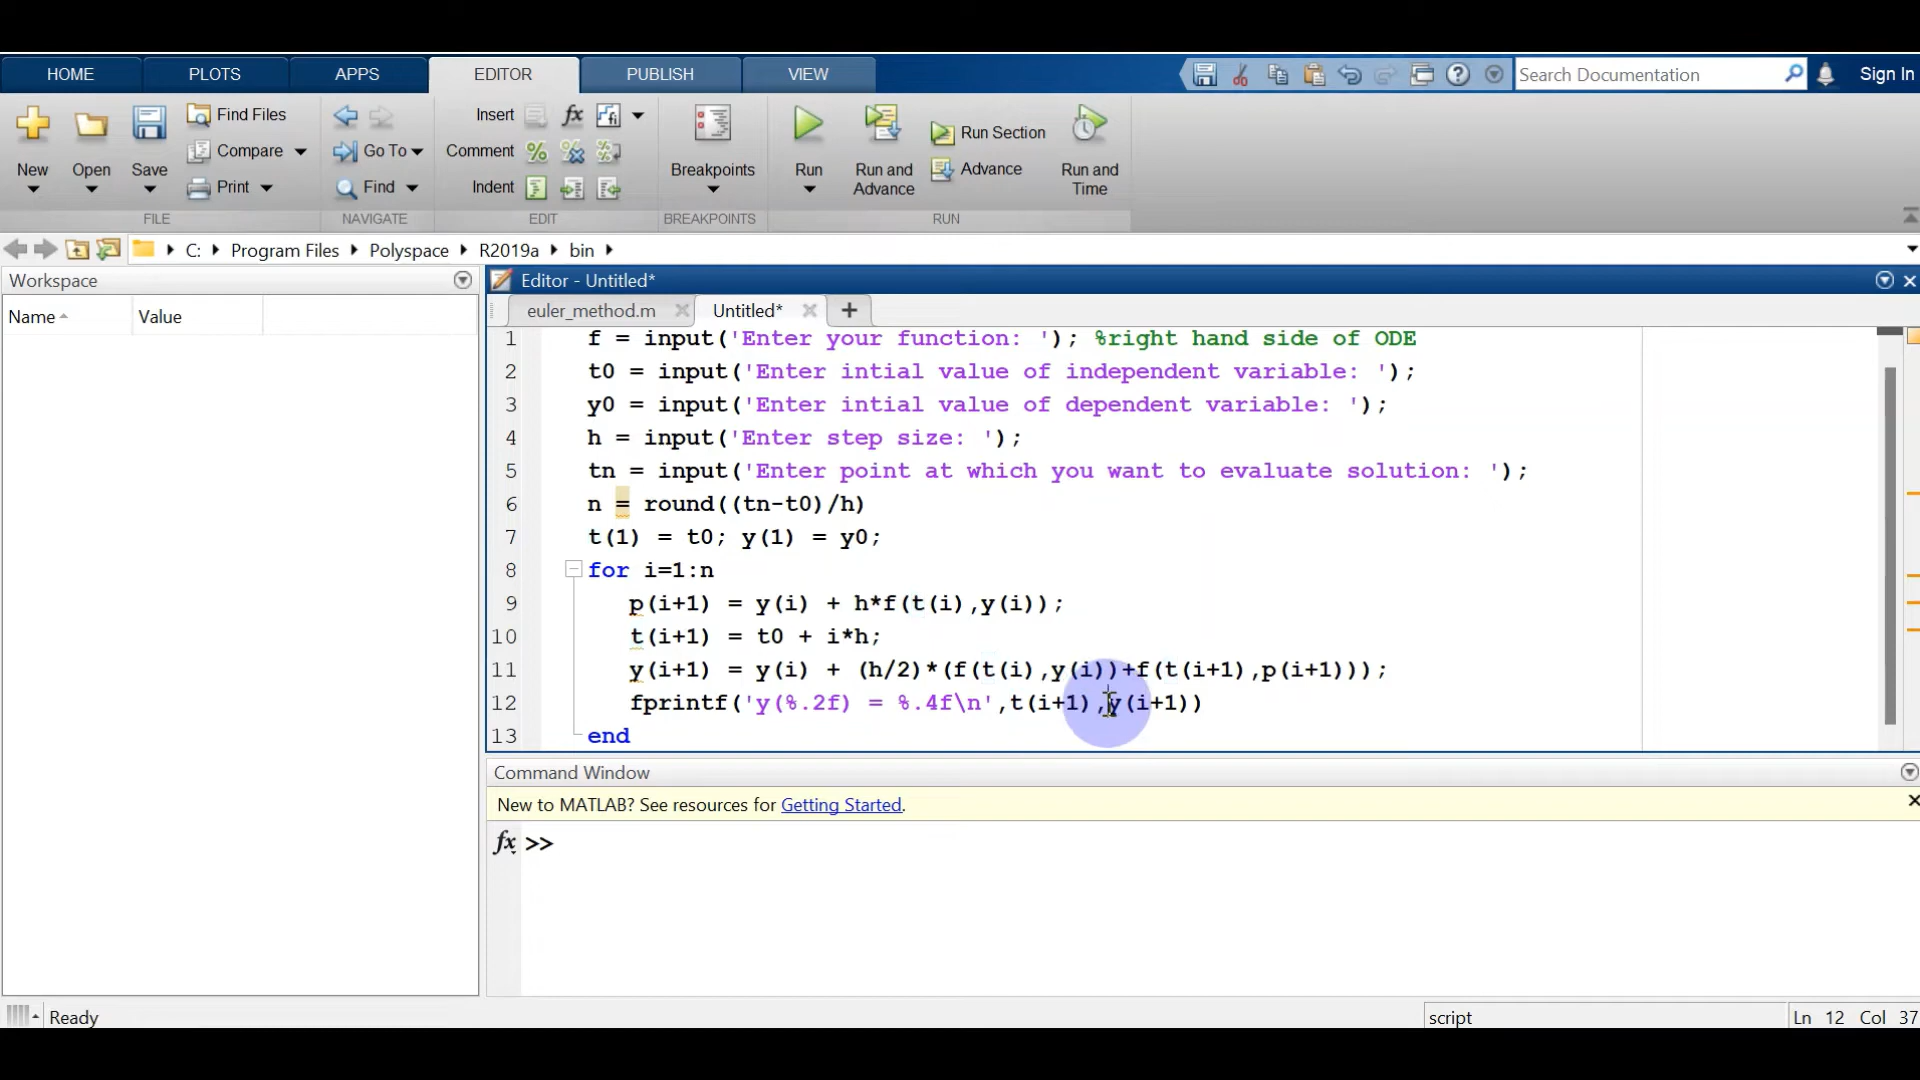 HOME PLOTS APPS EDITOR PUBLISH VIEW Search Documentation Sign In
New Open Save Find Files Compare Print Go To Find Insert fx Comment Indent Breakpoints Run Run and Advance Run Section Advance Run and Time
FILE NAVIGATE EDIT BREAKPOINTS RUN
C: Program Files Polyspace R2019a bin
Workspace
Name Value
Editor - Untitled*
euler_method.m Untitled* +
1 f = input('Enter your function: '); %right hand side of ODE
2 t0 = input('Enter intial value of independent variable: ');
3 y0 = input('Enter intial value of dependent variable: ');
4 h = input('Enter step size: ');
5 tn = input('Enter point at which you want to evaluate solution: ');
6 n = round((tn-t0)/h)
7 t(1) = t0; y(1) = y0;
8 for i=1:n
9 p(i+1) = y(i) + h*f(t(i),y(i));
10 t(i+1) = t0 + i*h;
11 y(i+1) = y(i) + (h/2)*(f(t(i),y(i))+f(t(i+1),p(i+1)));
12 fprintf('y(%.2f) = %.4f\n',t(i+1),y(i+1))
13 end
Command Window
New to MATLAB? See resources for Getting Started.
fx >>
Ready script Ln 12 Col 37